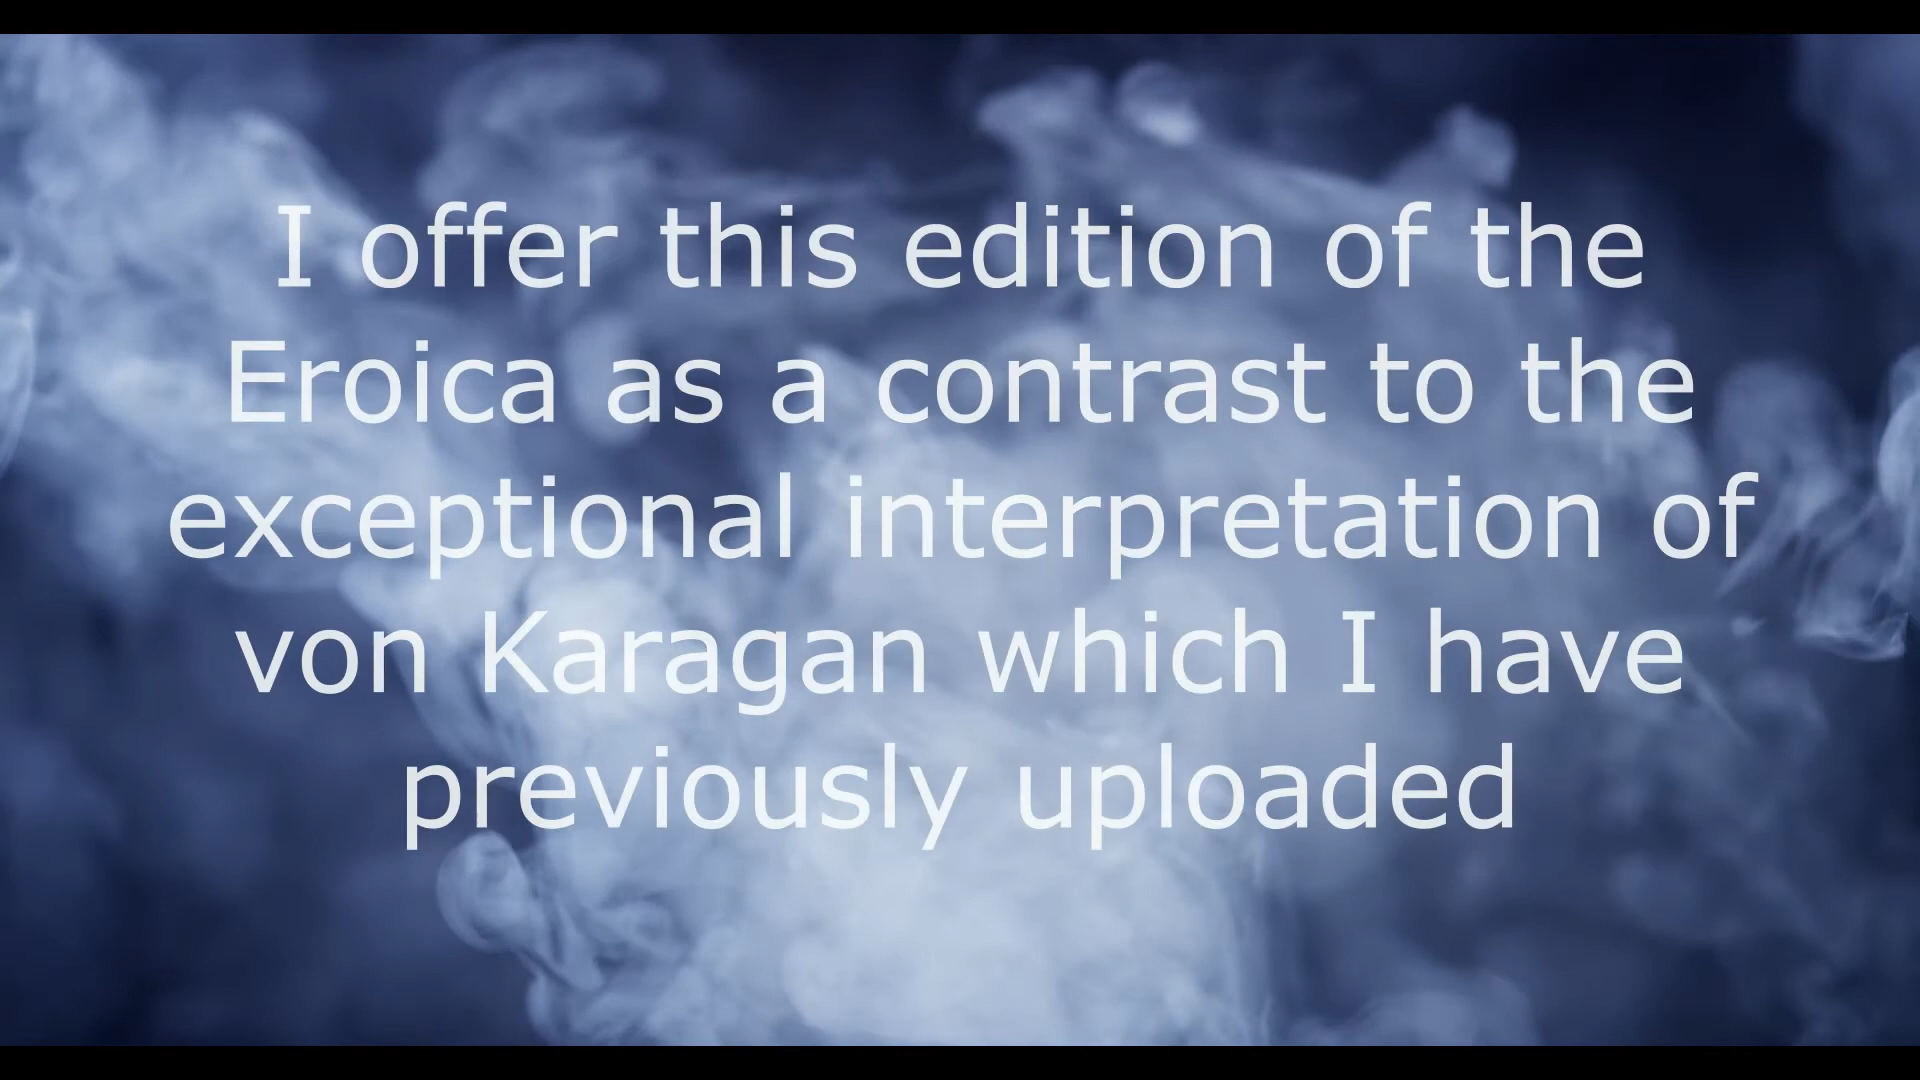 I offer this edition of the
Eroica as a contrast to the
exceptional interpretation of
von Karagan which I have
previously uploaded